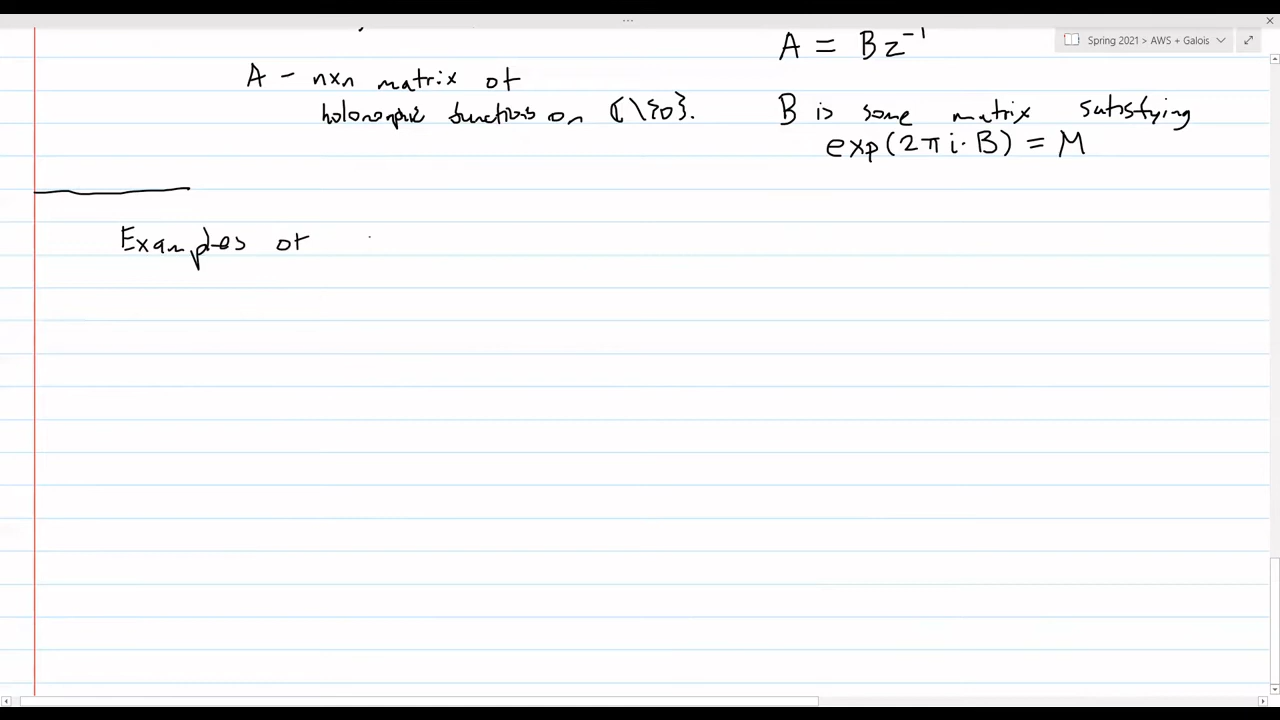 Spring 2021 > AWS + Galois
A = Bz⁻¹
A - nxn matrix of
holomorphic functions on ℂ\{0}.
B is some matrix satisfying
exp(2πi·B) = M
Examples of